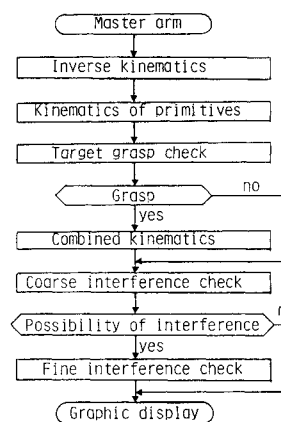 Master arm
Inverse kinematics
Kinematics of primitives
Target grasp check
Grasp
no
yes
Combined kinematics
Coarse interference check
Possibility of interference
yes
Fine interference check
Graphic display